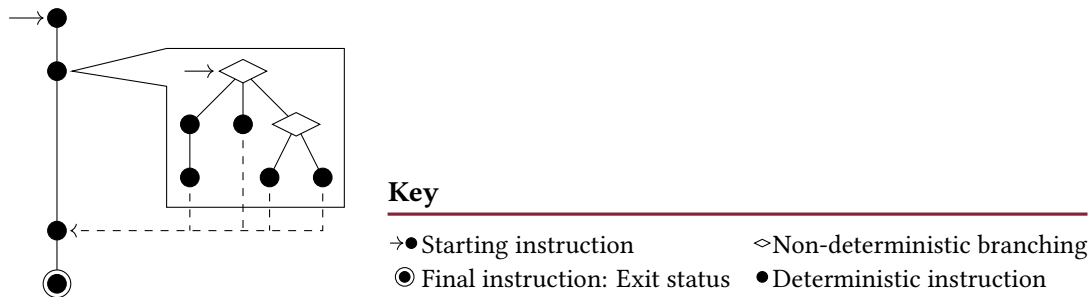 Key
Starting instruction
Non-deterministic branching
Final instruction: Exit status
Deterministic instruction